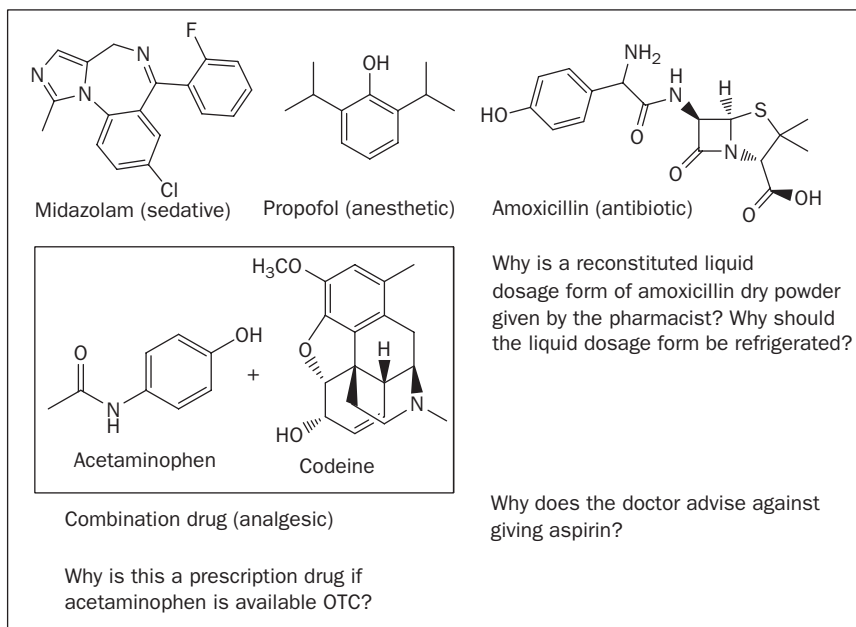 F
N
N
N
Cl
Midazolam (sedative)
OH
Propofol (anesthetic)
NH2
H
N
H
S
HO
O
N
O
OH
O
Amoxicillin (antibiotic)
O
N
H
OH
+
Acetaminophen
H3CO
O
H
N
HO
Codeine
Combination drug (analgesic)
Why is this a prescription drug if
acetaminophen is available OTC?
Why is a reconstituted liquid
dosage form of amoxicillin dry powder
given by the pharmacist? Why should
the liquid dosage form be refrigerated?
Why does the doctor advise against
giving aspirin?